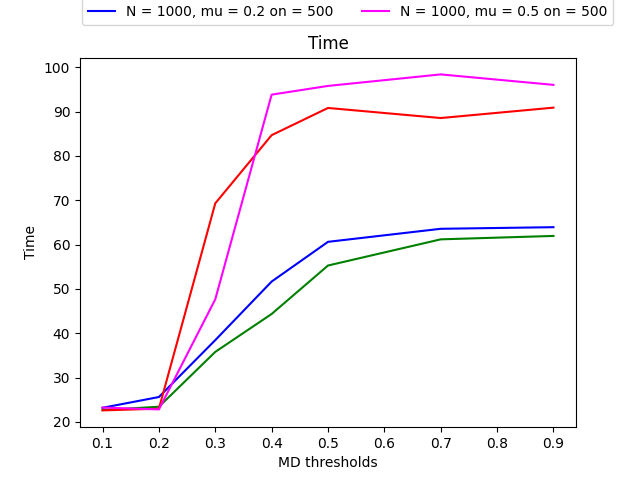 N = 1000, mu = 0.2 on = 500 N = 1000, mu = 0.5 on = 500
Time
100
90
80
70
60
50
40
30
20
Time
0.1 0.2 0.3 0.4 0.5 0.6 0.7 0.8 0.9
MD thresholds